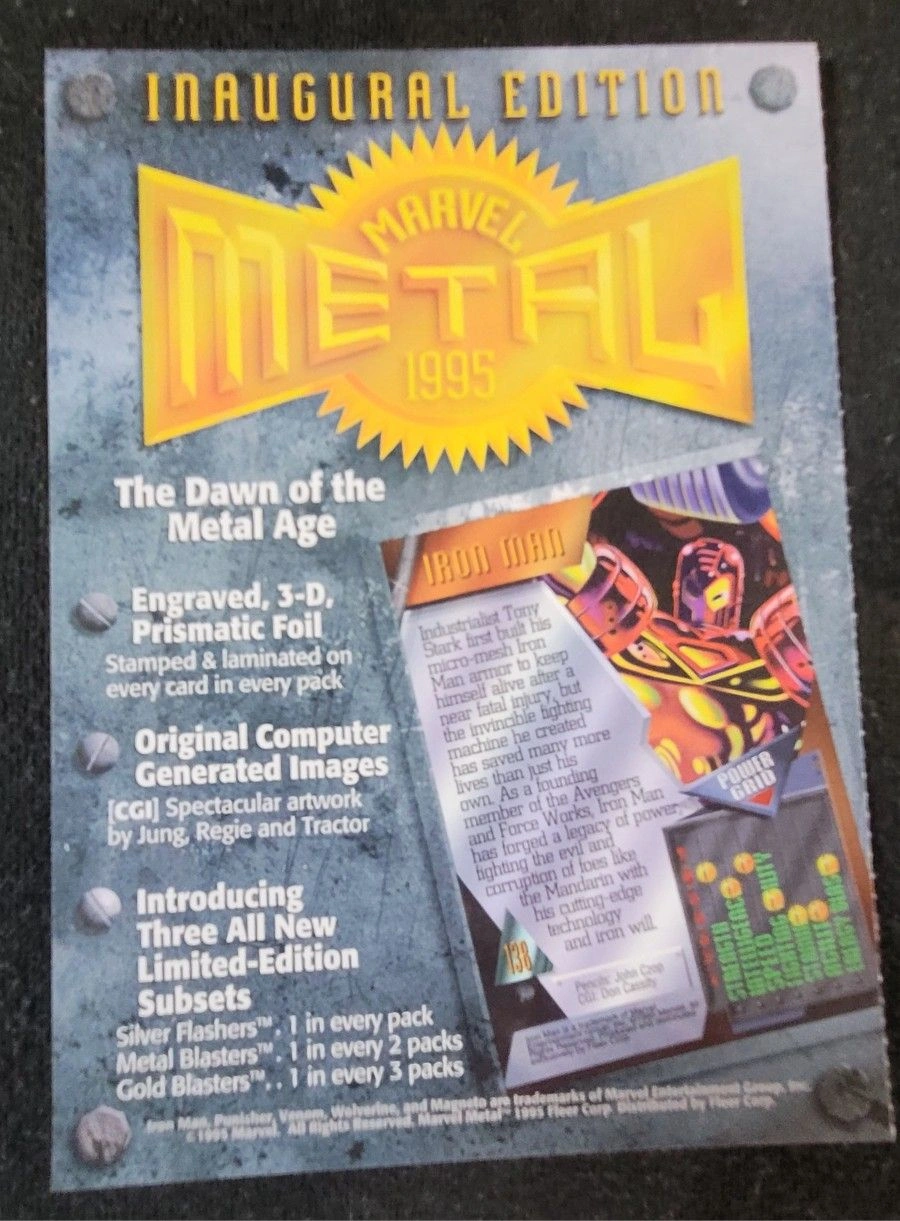 INAUGURAL EDITION
MARVEL
METAL
1995
The Dawn of the
Metal Age
Engraved, 3-D,
Prismatic Foil
Stamped & laminated on
every card in every pack
Original Computer
Generated Images
[CGI] Spectacular artwork
by Jung, Regie and Tractor
Introducing
Three All New
Limited-Edition
Subsets
Silver Flashers™. 1 in every pack
Metal Blasters™. 1 in every 2 packs
Gold Blasters™. . 1 in every 3 packs
IRON MAN
Industrialist Tony
Stark first built his
micro-mesh Iron
Man armor to keep
himself alive after a
near fatal injury, but
the invincible fighting
machine he created
has saved many more
lives than just his
own. As a founding
member of the Avengers
and Force Works, Iron Man
has forged a legacy of power,
fighting the evil and
corruption of foes like
the Mandarin with
his cutting-edge
technology
and iron will.
POWER
GRID
138
Pencils: John Czop
CGI: Don Cassity
Iron Man, Punisher, Venom, Wolverine, and Magneto are trademarks of Marvel Entertainment Group, Inc.
©1995 Marvel. All Rights Reserved. Marvel Metal™ 1995 Fleer Corp. Distributed by Fleer Corp.